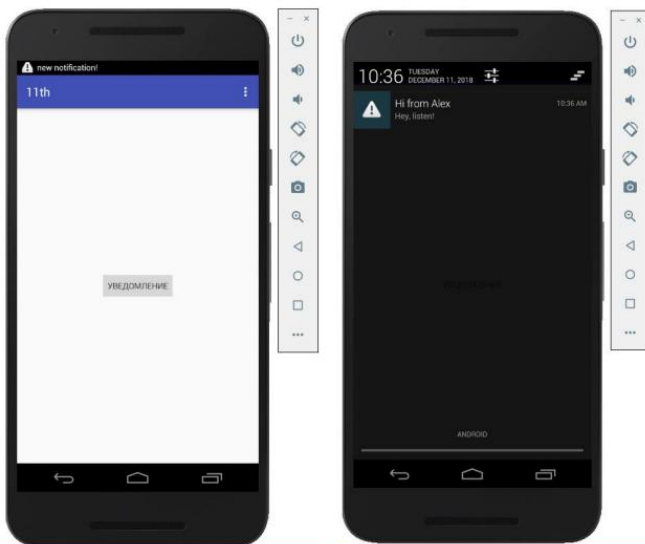 new notification!
11th
УВЕДОМЛЕНИЕ
10:36 TUESDAY
DECEMBER 11, 2018
Hi from Alex 10:36 AM
Hey, listen!
УВЕДОМЛЕНИЕ
ANDROID